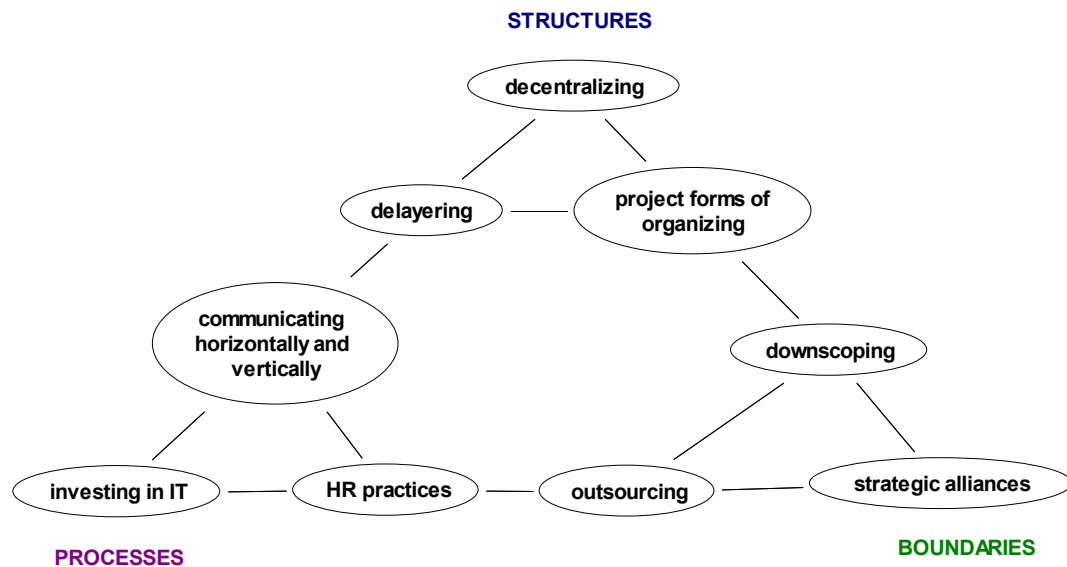 STRUCTURES
decentralizing
delayering
project forms of
organizing
communicating
horizontally and
vertically
downscoping
investing in IT
HR practices
outsourcing
strategic alliances
PROCESSES
BOUNDARIES